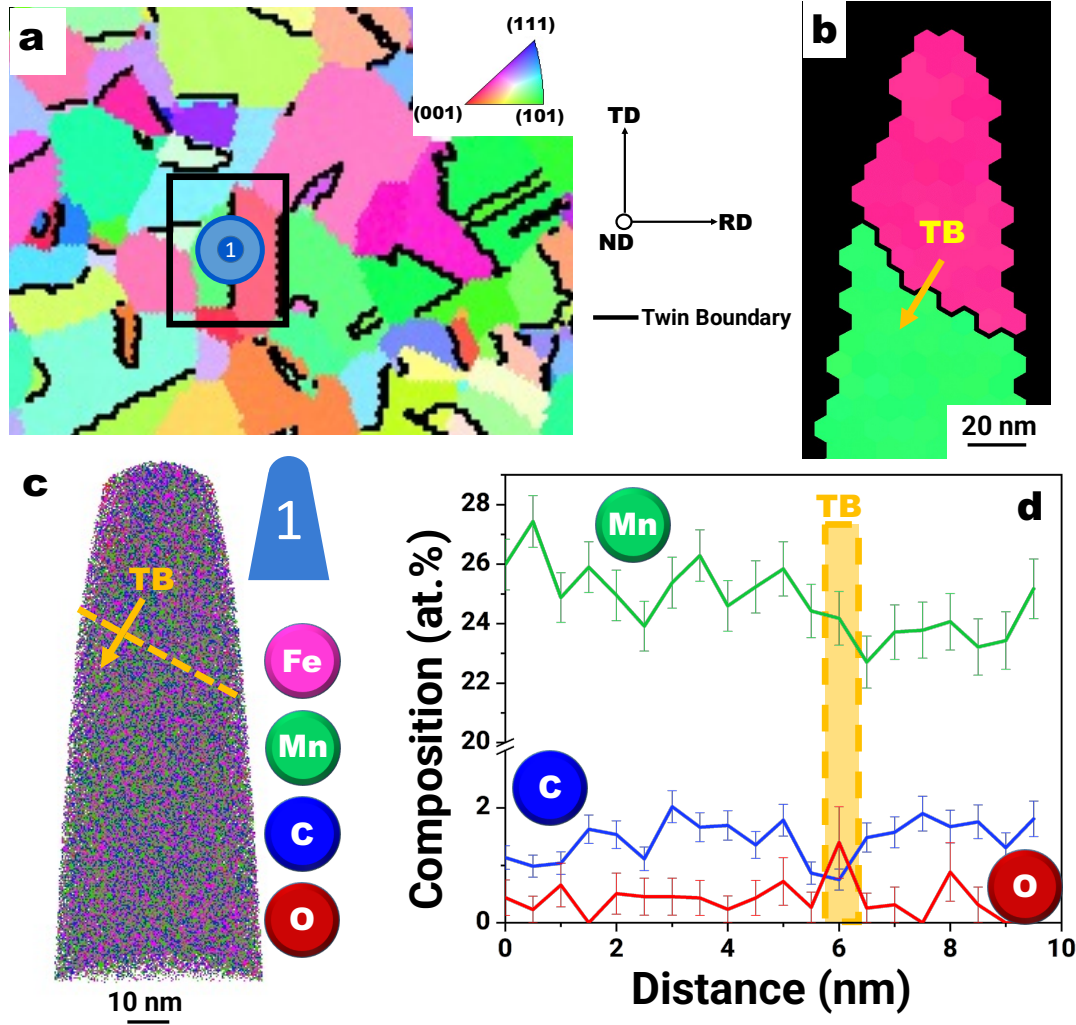 a
(111)
(001)
(101)
1
TD
ND
RD
Twin Boundary
b
TB
20 nm
c
1
TB
Fe
Mn
C
O
10 nm
d
TB
Mn
C
O
Composition (at.%)
28
26
24
22
20
2
0
0
2
4
6
8
10
Distance (nm)